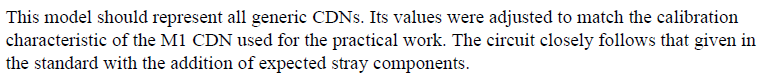 This model should represent all generic CDNs. Its values were adjusted to match the calibration
characteristic of the M1 CDN used for the practical work. The circuit closely follows that given in
the standard with the addition of expected stray components.